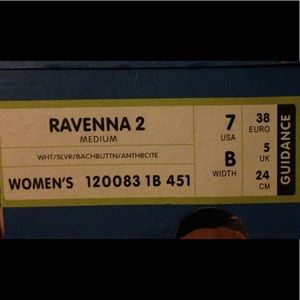 RAVENNA 2
MEDIUM
WHT/SLVR/BACHBUTTN/ANTHRCITE
WOMEN'S 120083 1B 451
7
USA
B
WIDTH
38
EURO
5
UK
24
CM
GUIDANCE